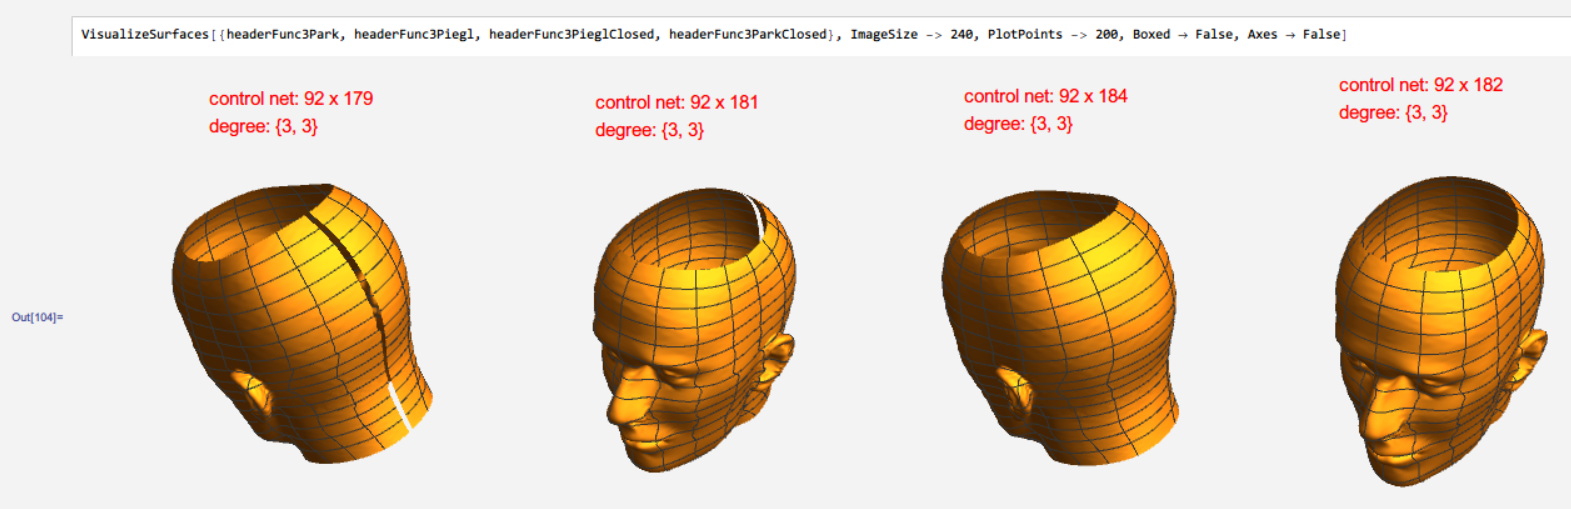 VisualizeSurfaces[{headerFunc3Park, headerFunc3Piegl, headerFunc3PieglClosed, headerFunc3ParkClosed}, ImageSize -> 240, PlotPoints -> 200, Boxed → False, Axes → False]
control net: 92 x 179
degree: {3, 3}
control net: 92 x 181
degree: {3, 3}
control net: 92 x 184
degree: {3, 3}
control net: 92 x 182
degree: {3, 3}
Out[104]=